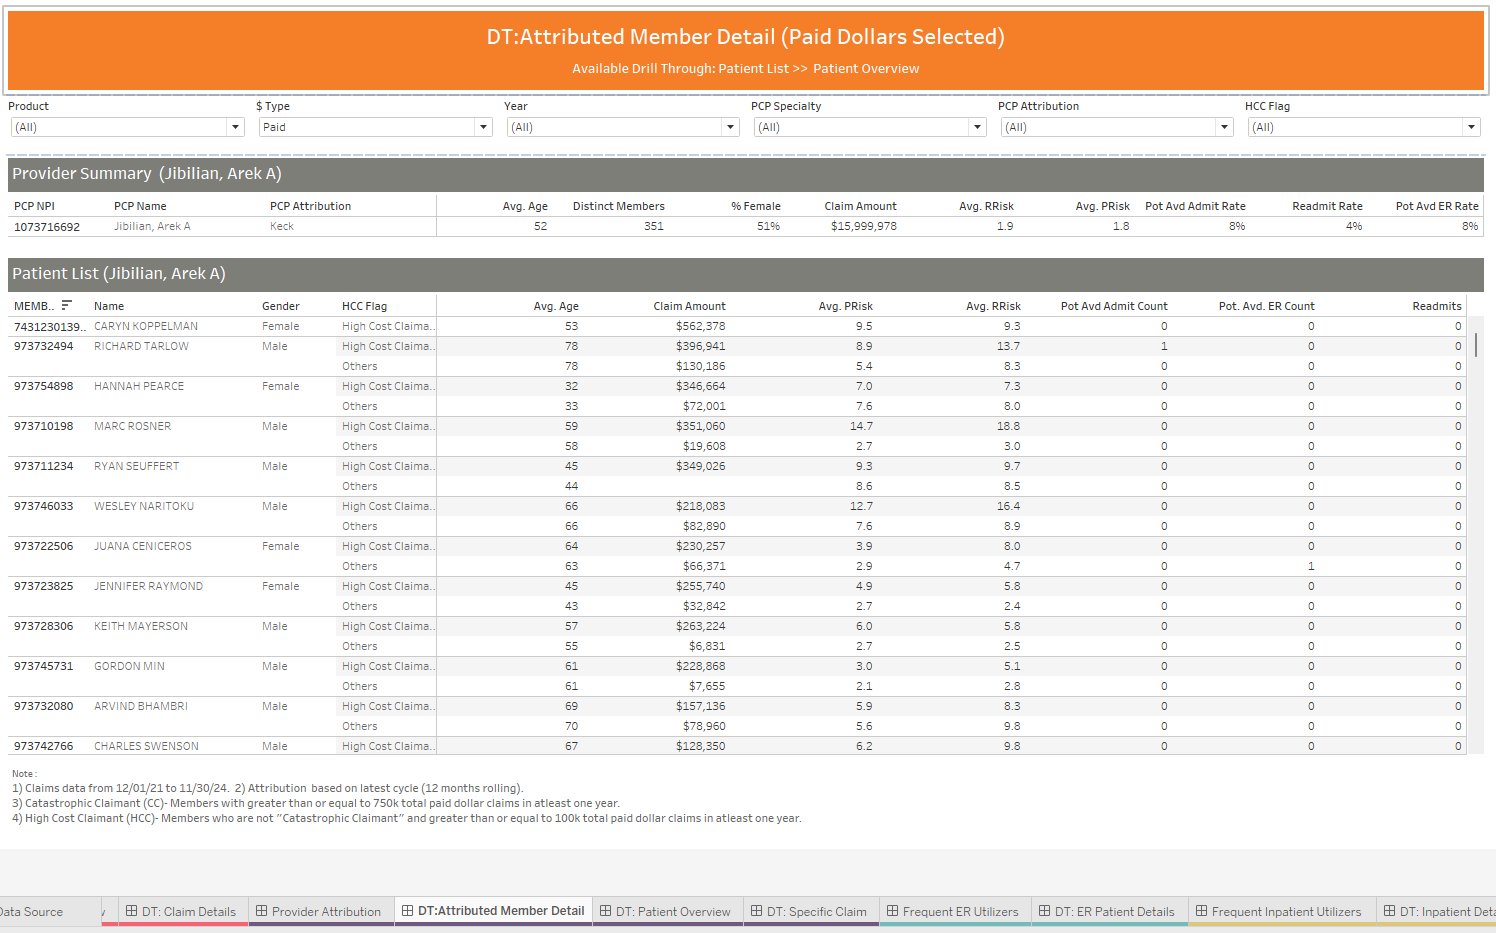 DT:Attributed Member Detail (Paid Dollars Selected)
Available Drill Through: Patient List >> Patient Overview
Product $ Type Year PCP Specialty PCP Attribution HCC Flag
(All) Paid (All) (All) (All) (All)
Provider Summary (Jibilian, Arek A)
PCP NPI PCP Name PCP Attribution Avg. Age Distinct Members % Female Claim Amount Avg. RRisk Avg. PRisk Pot Avd Admit Rate Readmit Rate Pot Avd ER Rate
1073716692 Jibilian, Arek A Keck 52 351 51% $15,999,978 1.9 1.8 8% 4% 8%
Patient List (Jibilian, Arek A)
MEMB.. Name Gender HCC Flag Avg. Age Claim Amount Avg. PRisk Avg. RRisk Pot Avd Admit Count Pot. Avd. ER Count Readmits
7431230139.. CARYN KOPPELMAN Female High Cost Claima.. 53 $562,378 9.5 9.3 0 0 0
973732494 RICHARD TARLOW Male High Cost Claima.. 78 $396,941 8.9 13.7 1 0 0
Others 78 $130,186 5.4 8.3 0 0 0
973754898 HANNAH PEARCE Female High Cost Claima.. 32 $346,664 7.0 7.3 0 0 0
Others 33 $72,001 7.6 8.0 0 0 0
973710198 MARC ROSNER Male High Cost Claima.. 59 $351,060 14.7 18.8 0 0 0
Others 58 $19,608 2.7 3.0 0 0 0
973711234 RYAN SEUFFERT Male High Cost Claima.. 45 $349,026 9.3 9.7 0 0 0
Others 44 8.6 8.5 0 0 0
973746033 WESLEY NARITOKU Male High Cost Claima.. 66 $218,083 12.7 16.4 0 0 0
Others 66 $82,890 7.6 8.9 0 0 0
973722506 JUANA CENICEROS Female High Cost Claima.. 64 $230,257 3.9 8.0 0 0 0
Others 63 $66,371 2.9 4.7 0 1 0
973723825 JENNIFER RAYMOND Female High Cost Claima.. 45 $255,740 4.9 5.8 0 0 0
Others 43 $32,842 2.7 2.4 0 0 0
973728306 KEITH MAYERSON Male High Cost Claima.. 57 $263,224 6.0 5.8 0 0 0
Others 55 $6,831 2.7 2.5 0 0 0
973745731 GORDON MIN Male High Cost Claima.. 61 $228,868 3.0 5.1 0 0 0
Others 61 $7,655 2.1 2.8 0 0 0
973732080 ARVIND BHAMBRI Male High Cost Claima.. 69 $157,136 5.9 8.3 0 0 0
Others 70 $78,960 5.6 9.8 0 0 0
973742766 CHARLES SWENSON Male High Cost Claima.. 67 $128,350 6.2 9.8 0 0 0
Note :
1) Claims data from 12/01/21 to 11/30/24. 2) Attribution based on latest cycle (12 months rolling).
3) Catastrophic Claimant (CC)- Members with greater than or equal to 750k total paid dollar claims in atleast one year.
4) High Cost Claimant (HCC)- Members who are not "Catastrophic Claimant" and greater than or equal to 100k total paid dollar claims in atleast one year.
Data Source DT: Claim Details Provider Attribution DT:Attributed Member Detail DT: Patient Overview DT: Specific Claim Frequent ER Utilizers DT: ER Patient Details Frequent Inpatient Utilizers DT: Inpatient Deta